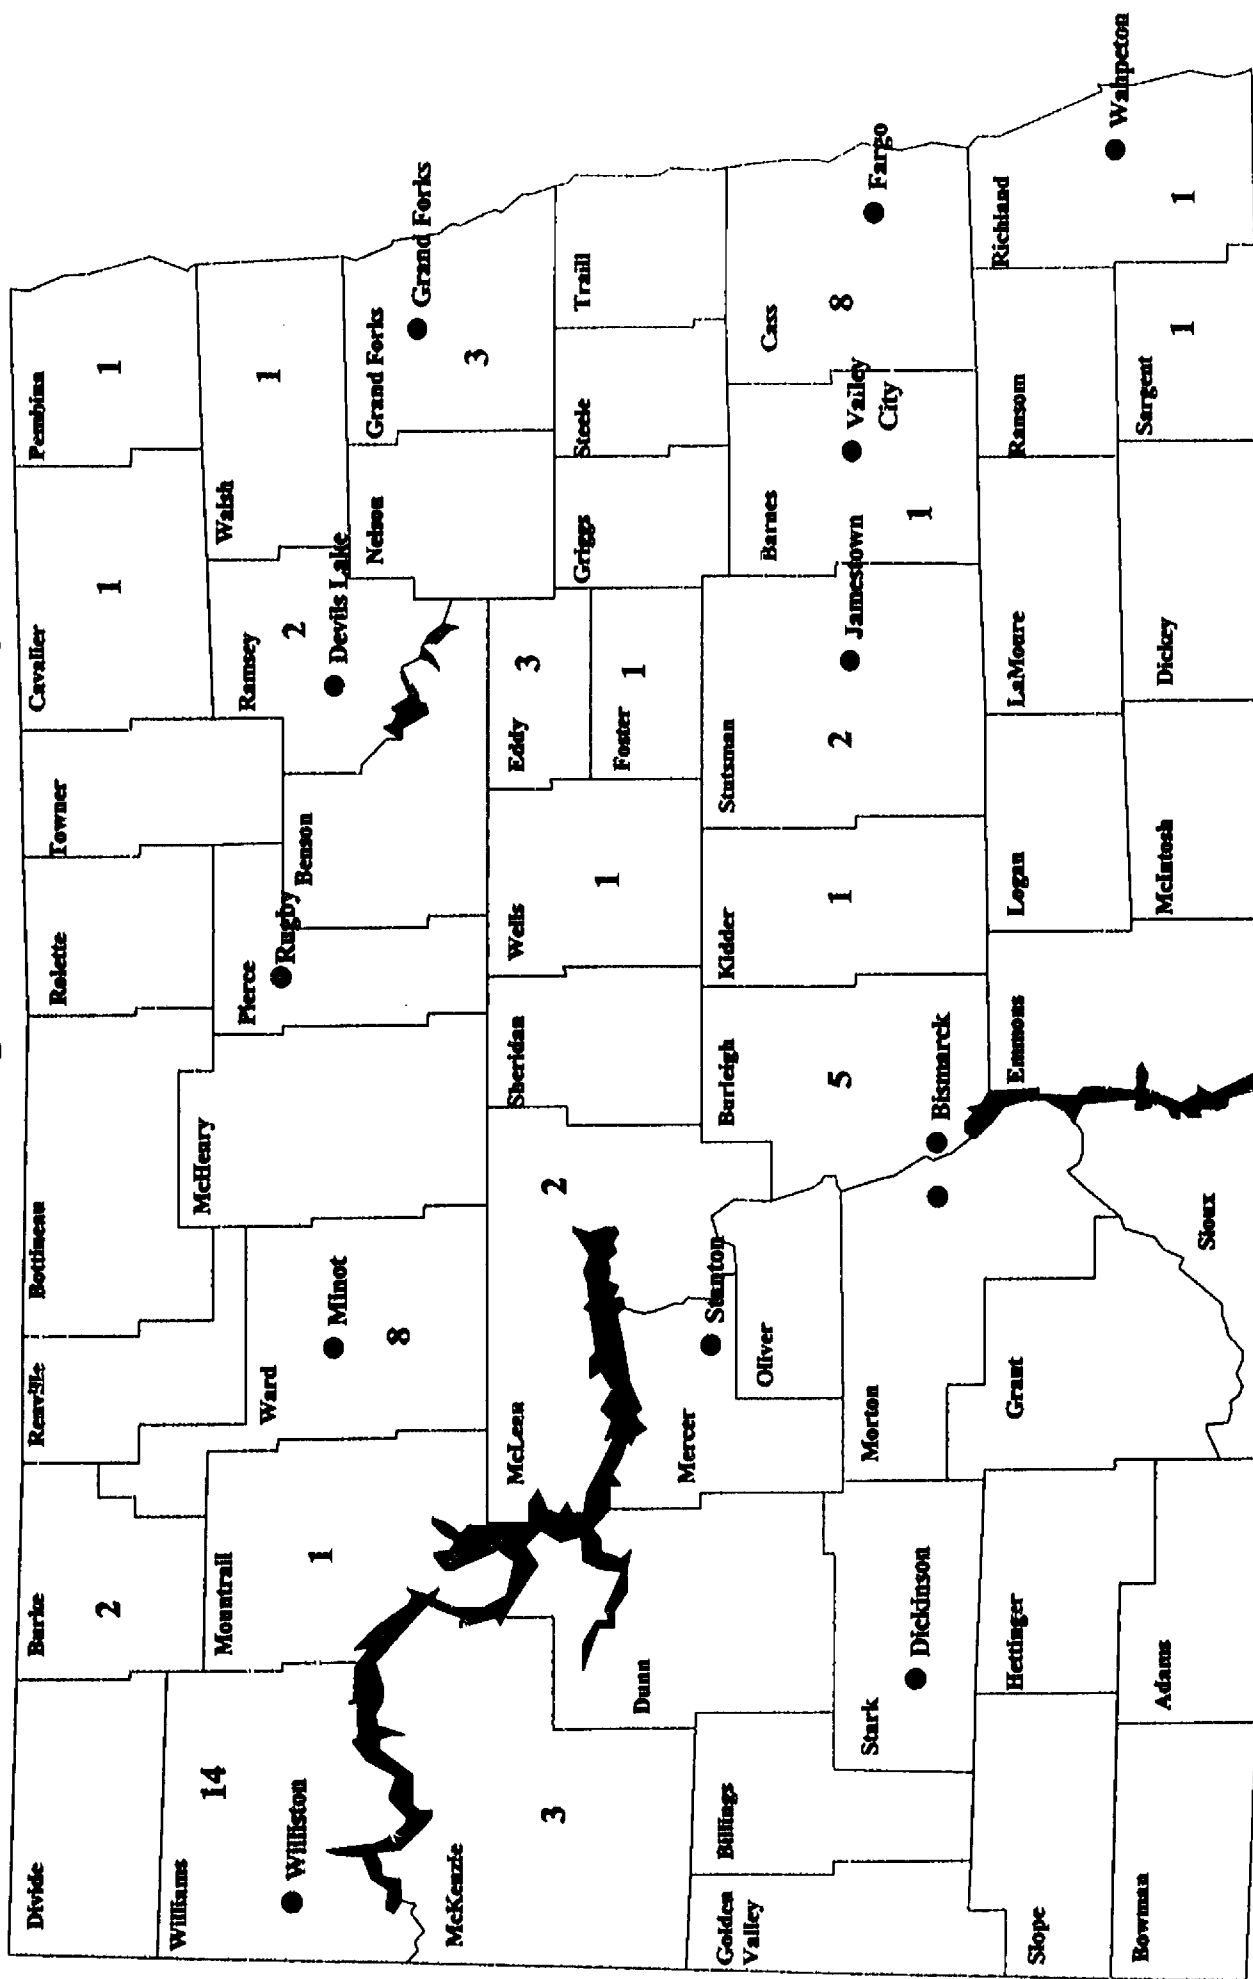 Divide
Burke
2
Renville
Bottineau
Rolette
Towner
Cavalier
1
Pembina
1
Williams
14
Williston
Mountrail
1
Ward
Minot
8
McHenry
Pierce
Rugby
Benson
Ramsey
2
Devils Lake
Walsh
1
Nelson
Grand Forks
Grand Forks
3
McKenzie
3
Dunn
McLean
2
Mercer
Stanton
Oliver
Sheridan
Wells
1
Eddy
3
Foster
1
Griggs
Steele
Traill
Golden
Valley
Billings
Stark
Dickinson
Morton
Burleigh
5
Bismarck
Kidder
1
Stutsman
2
Jamestown
Barnes
Valley
City
1
Cass
8
Fargo
Slope
Hettinger
Grant
Emmons
Logan
LaMoure
Ransom
Richland
Wahpeton
1
Bowman
Adams
Sioux
McIntosh
Dickey
Sargent
1